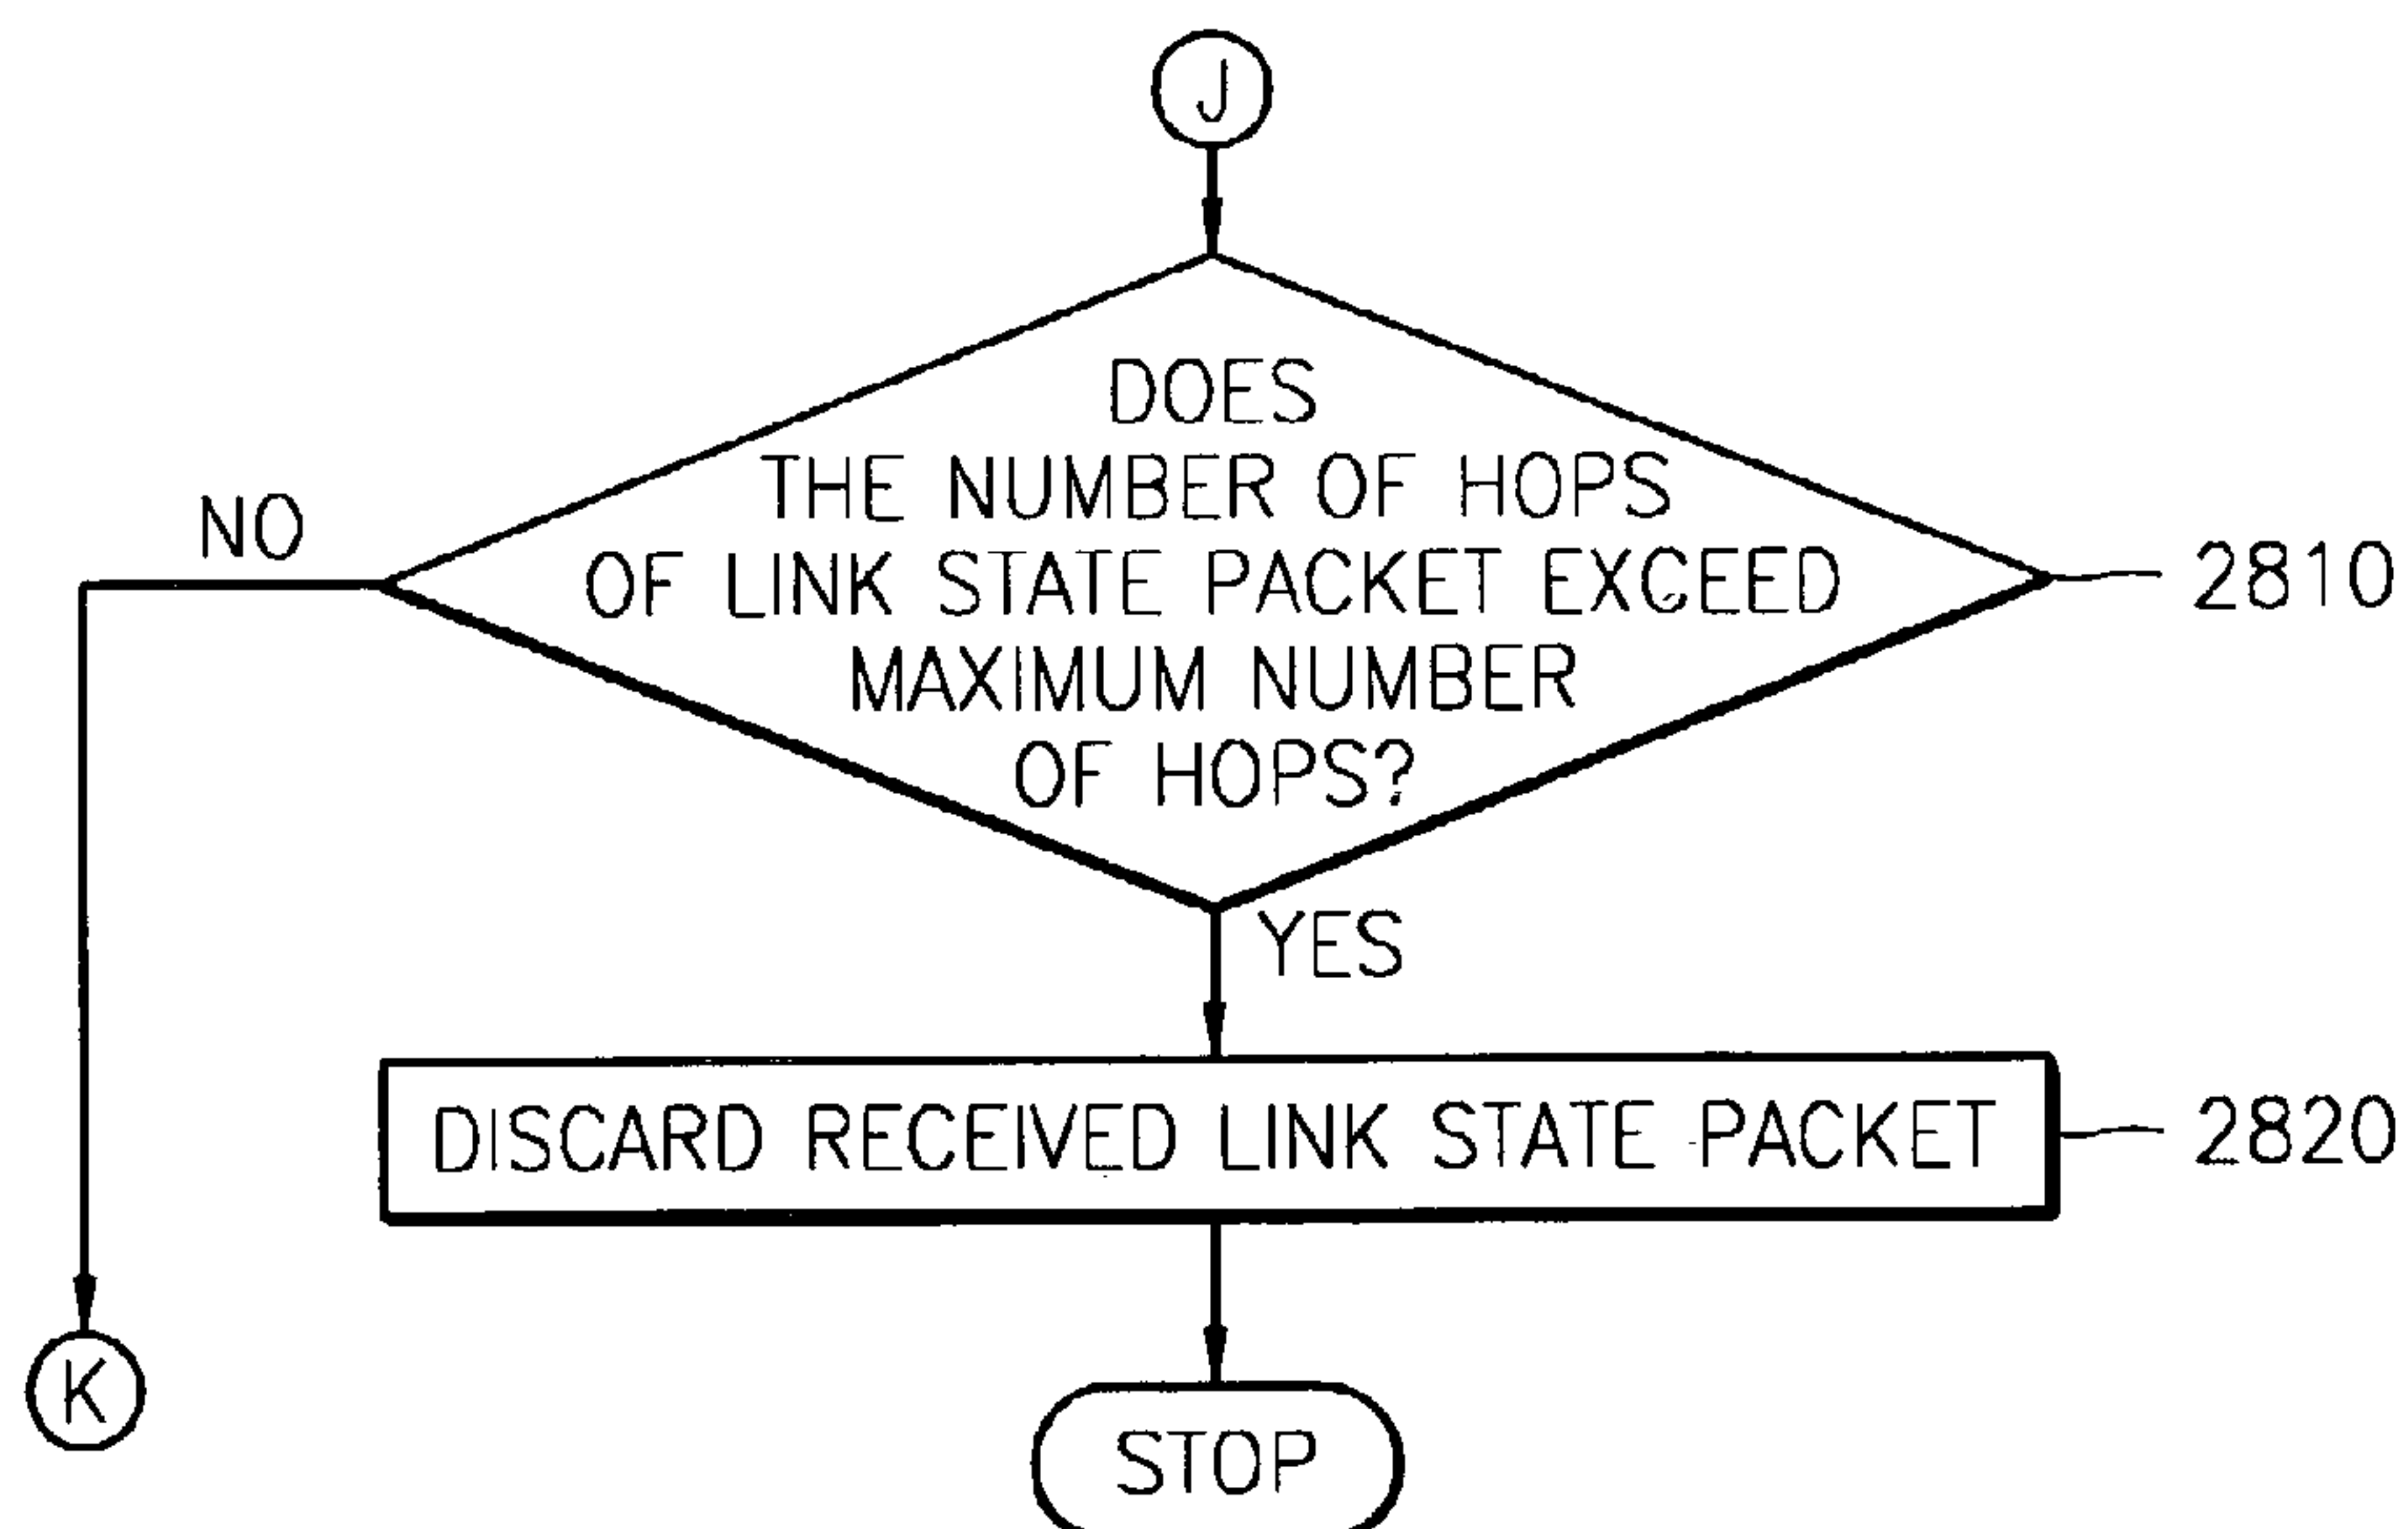 J
DOES
THE NUMBER OF HOPS
OF LINK STATE PACKET EXCEED
MAXIMUM NUMBER
OF HOPS?
NO
2810
YES
DISCARD RECEIVED LINK STATE PACKET
2820
K
STOP